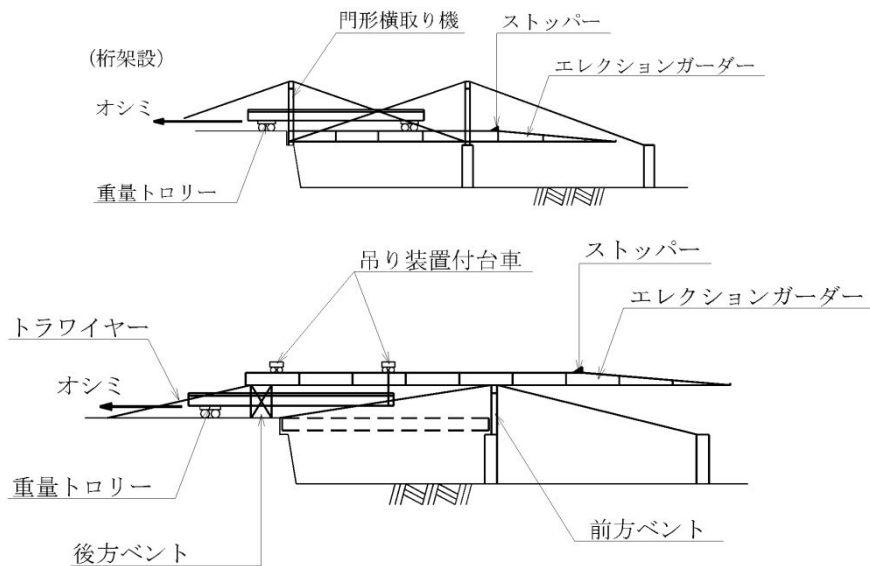 門形横取り機
ストッパー
(桁架設)
エレクションガーダー
オシミ
重量トロリー
吊り装置付台車
ストッパー
エレクションガーダー
トラワイヤー
オシミ
重量トロリー
前方ベント
後方ベント